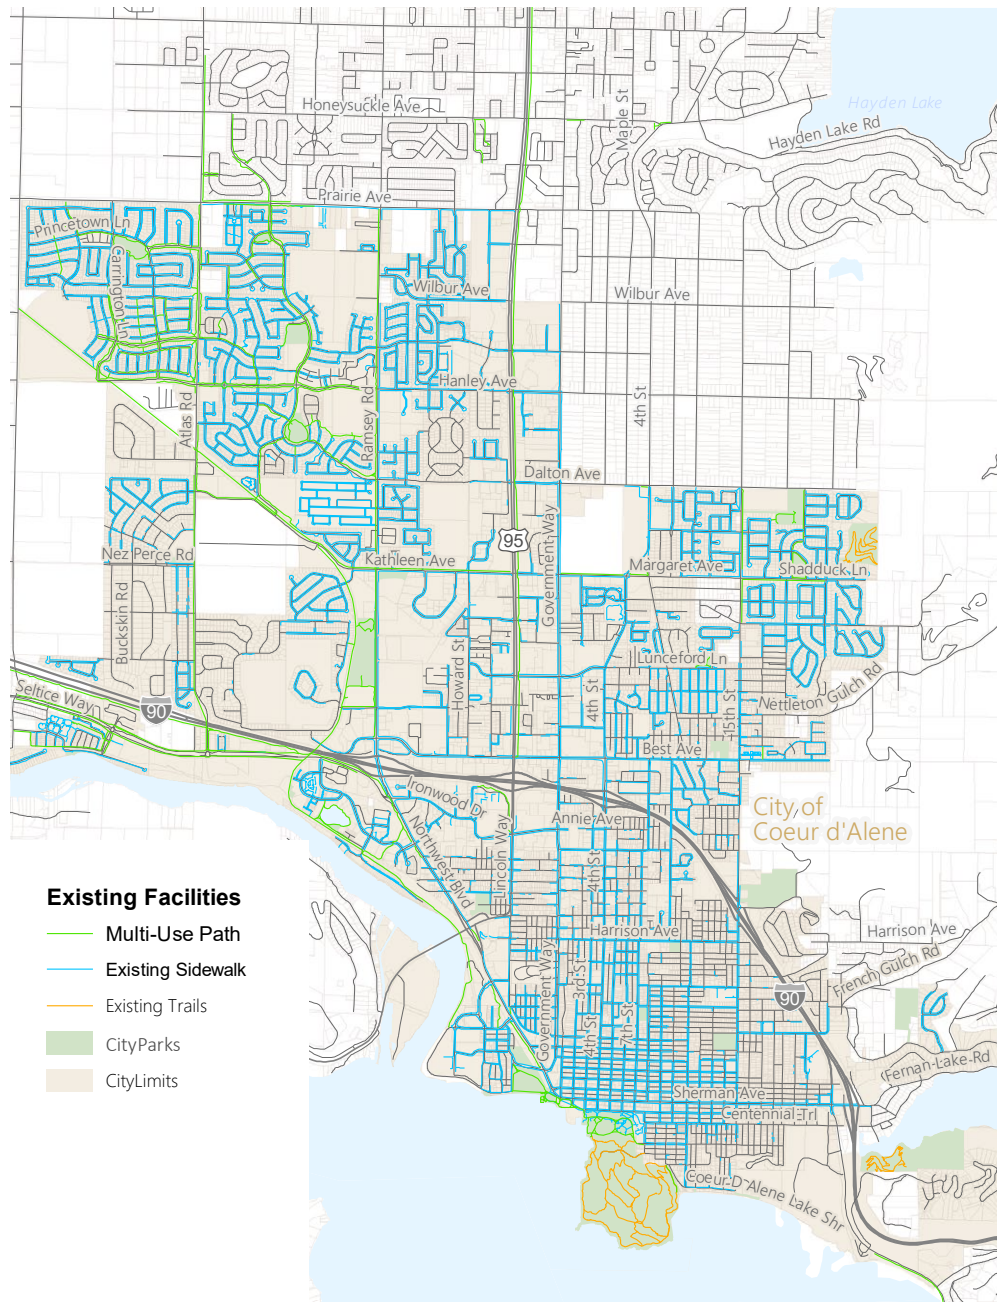 Hayden Lake
Honeysuckle Ave
Maple St
Hayden Lake Rd
Prairie Ave
Princetown Ln
Carrington Ln
Wilbur Ave
Wilbur Ave
Hanley Ave
Atlas Rd
Ramsey Rd
4th St
Dalton Ave
Government Way
95
Nez Perce Rd
Kathleen Ave
Margaret Ave
Shadduck Ln
Buckskin Rd
Howard St
Lunceford Ln
4th St
15th St
Nettleton Gulch Rd
Seltice Way
90
Best Ave
Ironwood Dr
Northwest Blvd
Lincoln Way
Annie Ave
City of
Coeur d'Alene
4th St
Harrison Ave
Harrison Ave
French Gulch Rd
Government Way
3rd St
4th St
7th St
90
Fernan Lake Rd
Sherman Ave
Centennial Trl
Coeur D Alene Lake Shr
Existing Facilities
Multi-Use Path
Existing Sidewalk
Existing Trails
CityParks
CityLimits